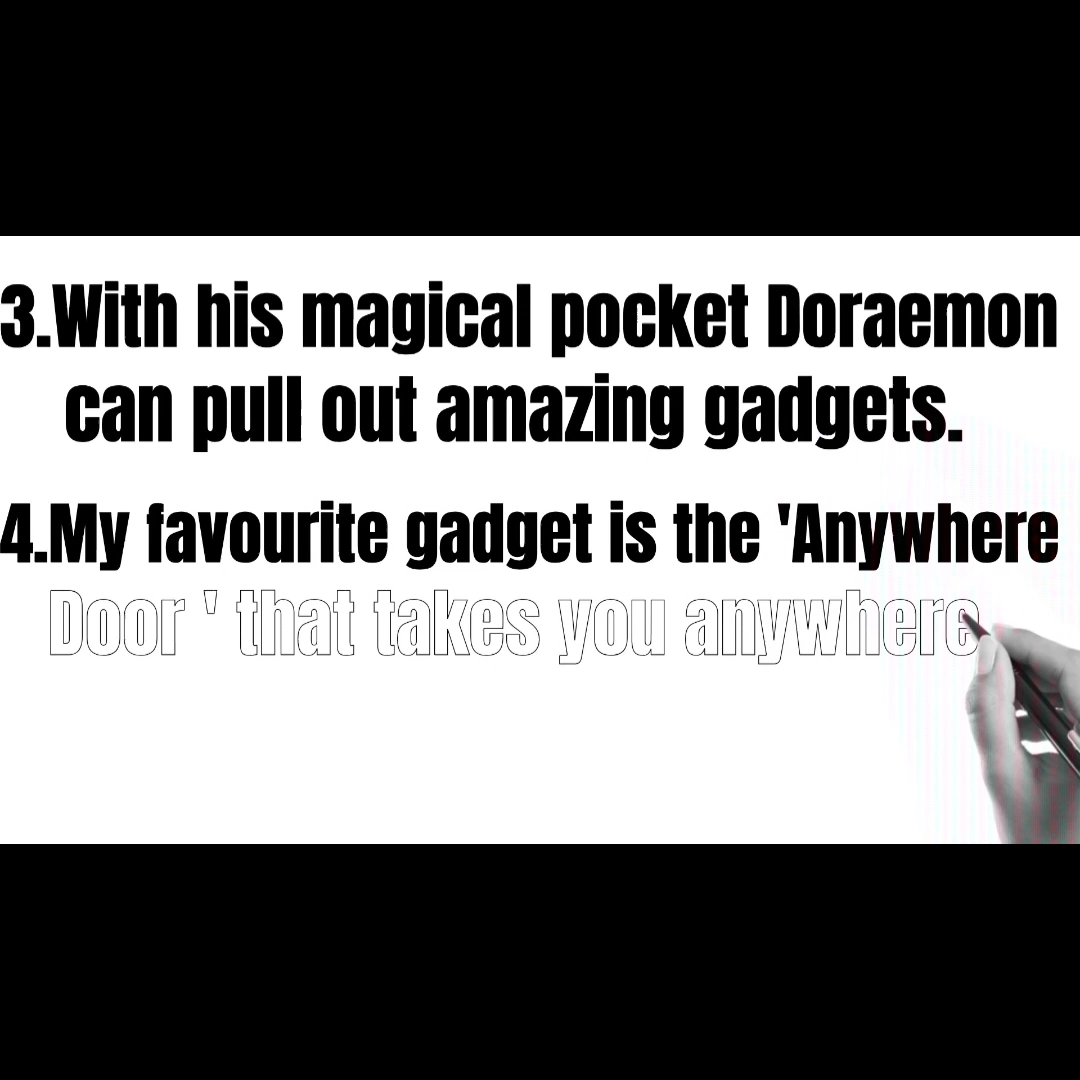 3.With his magical pocket Doraemon
can pull out amazing gadgets.
4.My favourite gadget is the 'Anywhere
Door ' that takes you anywhere